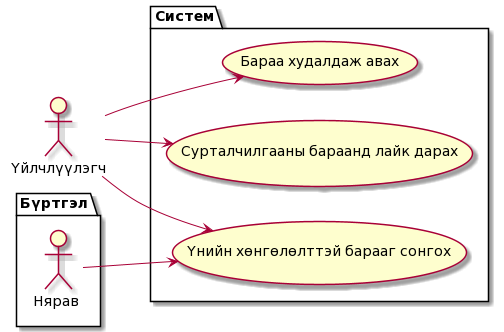 Систем
Бараа худалдаж авах
Үйлчлүүлэгч
Сурталчилгааны бараанд лайк дарах
Бүртгэл
Нярав
Үнийн хөнгөлөлттэй барааг сонгох